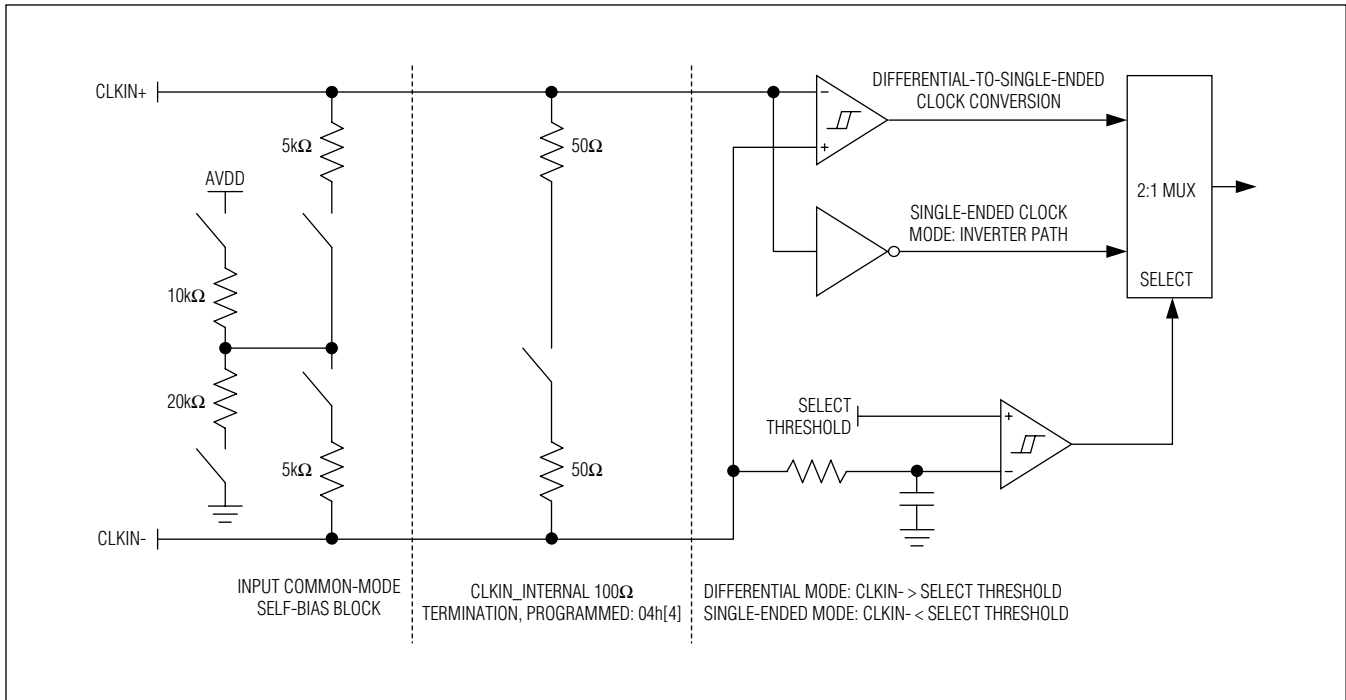 CLKIN+
5kΩ
AVDD
10kΩ
20kΩ
5kΩ
CLKIN-
INPUT COMMON-MODE
SELF-BIAS BLOCK
50Ω
50Ω
CLKIN_INTERNAL 100Ω
TERMINATION, PROGRAMMED: 04h[4]
-
+
DIFFERENTIAL-TO-SINGLE-ENDED
CLOCK CONVERSION
SINGLE-ENDED CLOCK
MODE: INVERTER PATH
2:1 MUX
SELECT
SELECT
THRESHOLD
+
-
DIFFERENTIAL MODE: CLKIN- > SELECT THRESHOLD
SINGLE-ENDED MODE: CLKIN- < SELECT THRESHOLD